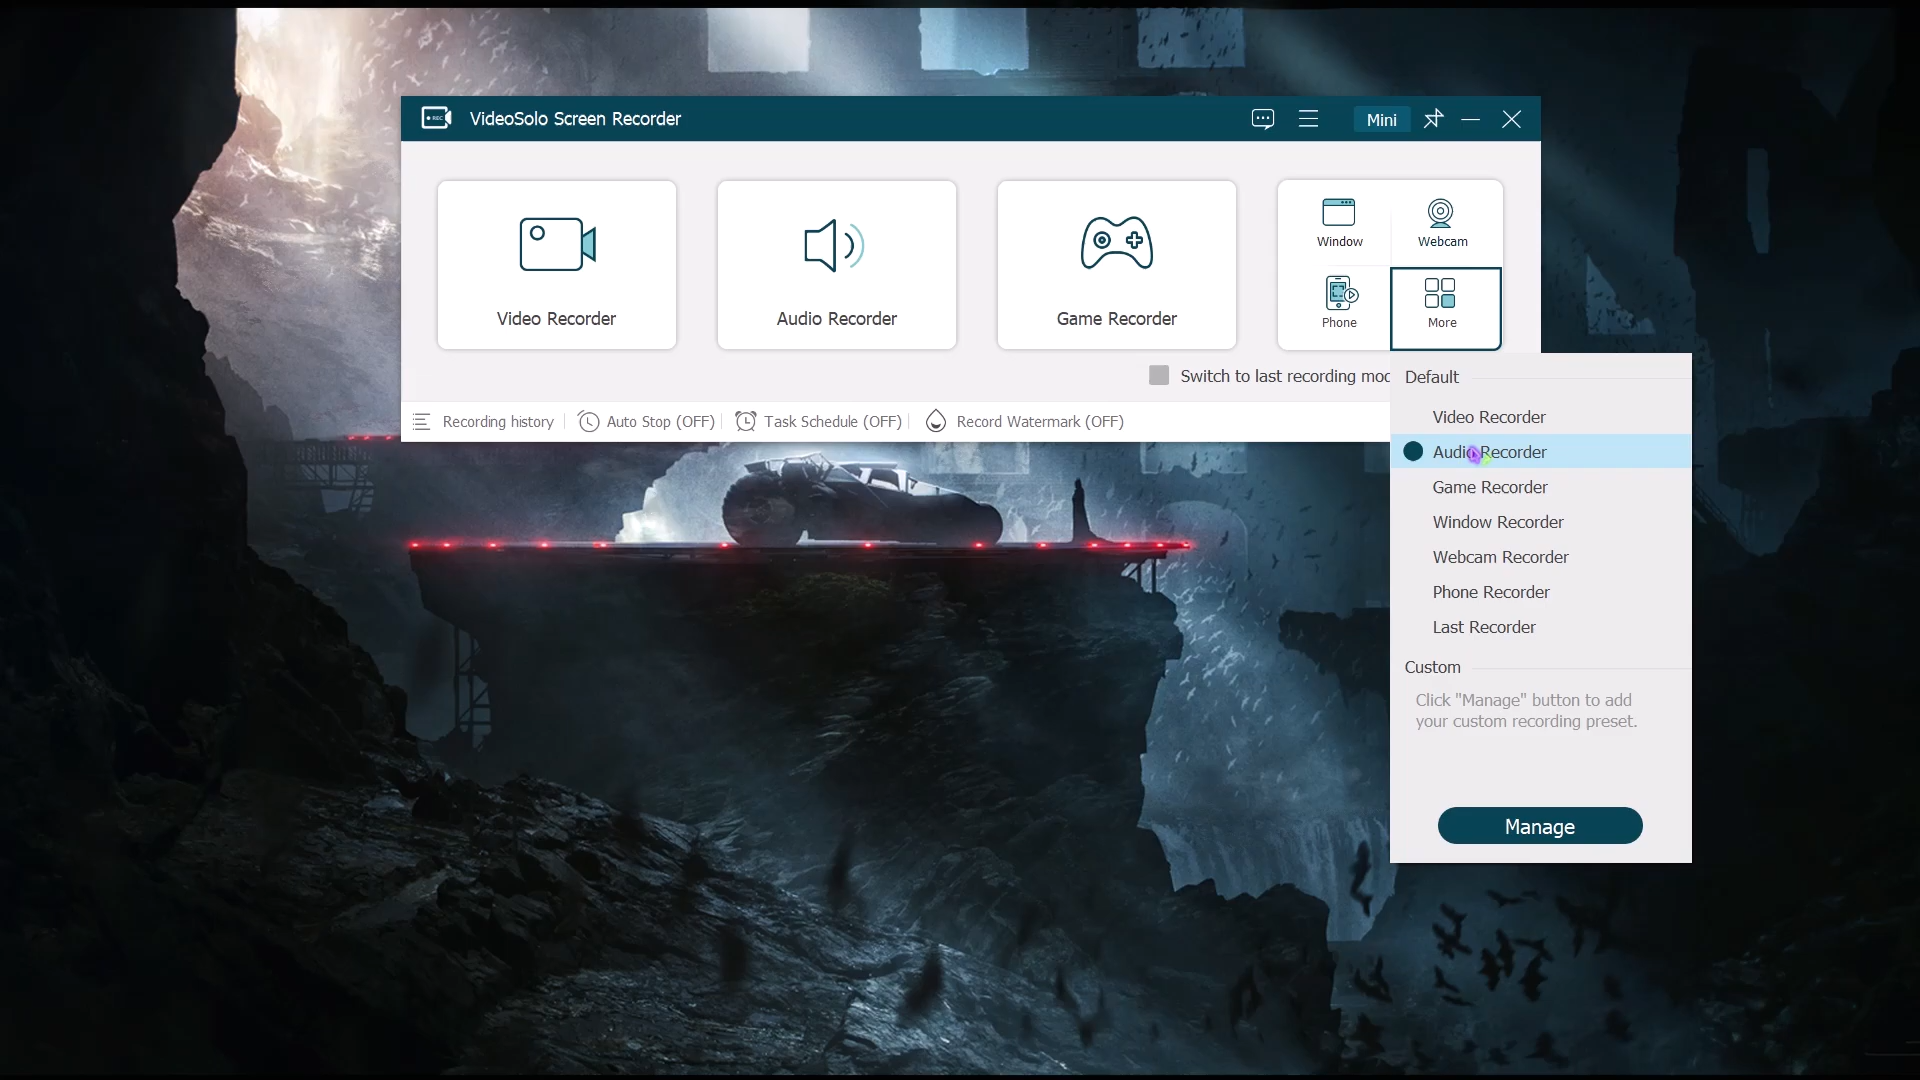 REC
VideoSolo Screen Recorder
Mini
Video Recorder
Audio Recorder
Game Recorder
Window
Webcam
Phone
More
Switch to last recording mod
Recording history
Auto Stop (OFF)
Task Schedule (OFF)
Record Watermark (OFF)
Default
Video Recorder
Audio Recorder
Game Recorder
Window Recorder
Webcam Recorder
Phone Recorder
Last Recorder
Custom
Click "Manage" button to add
your custom recording preset.
Manage